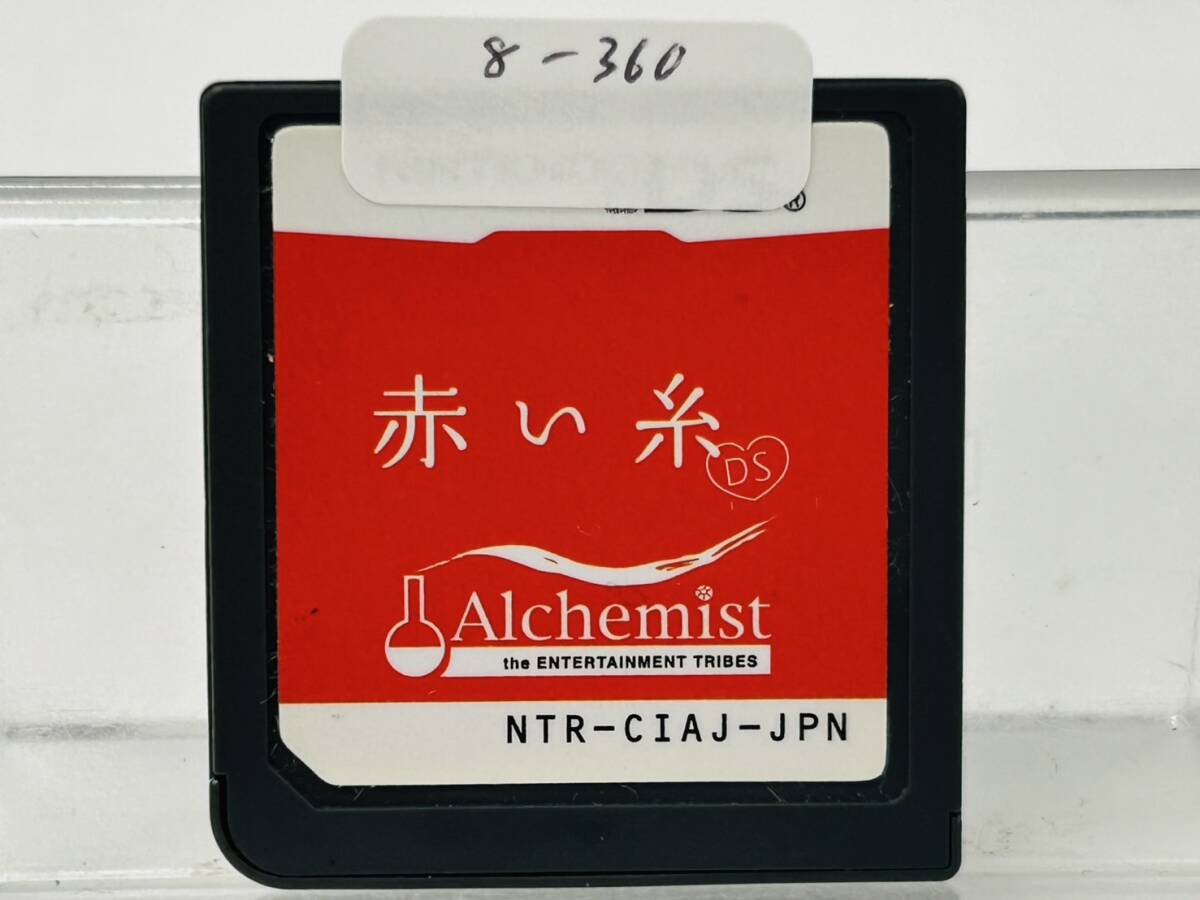 8-360
®
赤い糸
DS
Alchemist
the ENTERTAINMENT TRIBES
NTR-CIAJ-JPN